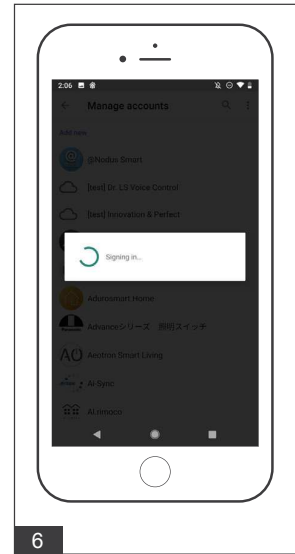 2:06
Manage accounts
Add new
@Nodus Smart
[test] Dr. LS Voice Control
[test] Innovation & Perfect
Signing in...
Adurosmart Home
Advanceシリーズ 照明スイッチ
Aeotron Smart Living
Ai-Sync
AI.rimoco
6